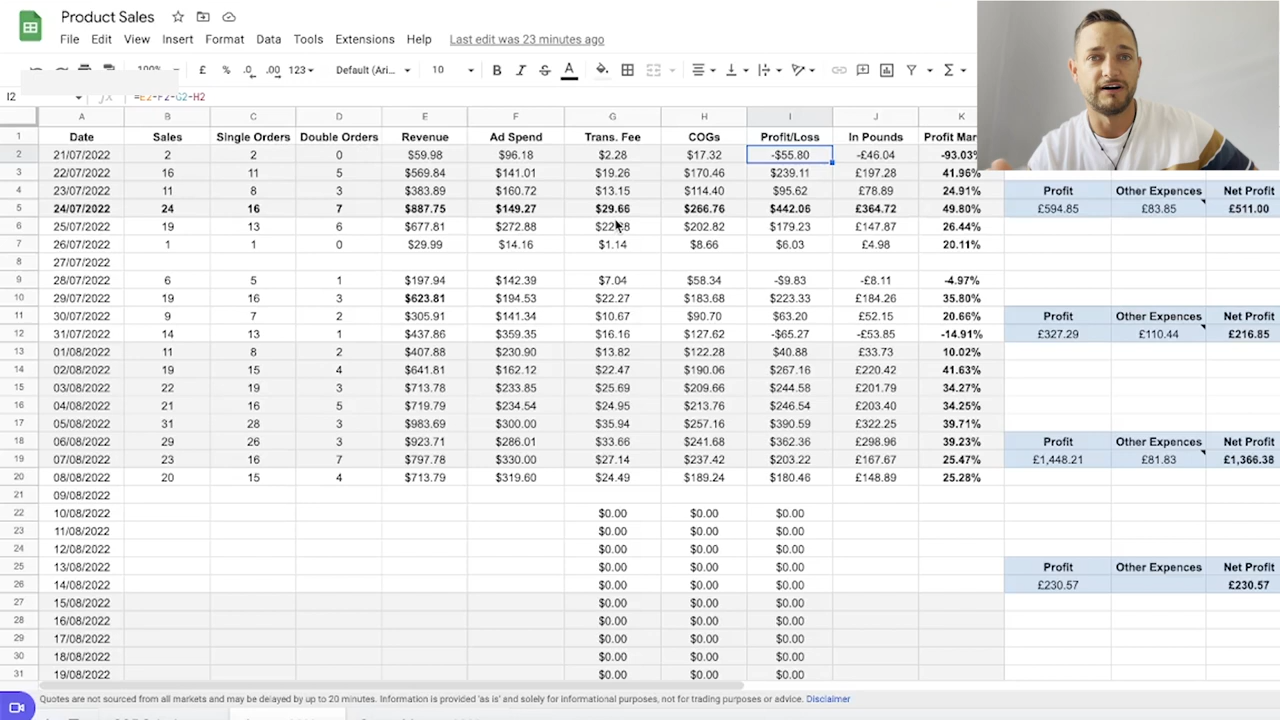 Product Sales
File Edit View Insert Format Data Tools Extensions Help Last edit was 23 minutes ago
£ % .0 .00 123 Default (Ari... 10 B I S A Σ
I2 fx =E2-F2-G2-H2
A B C D E F G H I J K
1 Date Sales Single Orders Double Orders Revenue Ad Spend Trans. Fee COGs Profit/Loss In Pounds Profit
2 21/07/2022 2 2 0 $59.98 $96.18 $2.28 $17.32 -$55.80 -£46.04 -93.03%
3 22/07/2022 16 11 5 $569.84 $141.01 $19.26 $170.46 $239.11 £197.28 41.96%
4 23/07/2022 11 8 3 $383.89 $160.72 $13.15 $114.40 $95.62 £78.89 24.91% Profit Other Expences Net Profit
5 24/07/2022 24 16 7 $887.75 $149.27 $29.66 $266.76 $442.06 £364.72 49.80% £594.85 £83.85 £511.00
6 25/07/2022 19 13 6 $677.81 $272.88 $202.82 $179.23 £147.87 26.44%
7 26/07/2022 1 1 0 $29.99 $14.16 $1.14 $8.66 $6.03 £4.98 20.11%
8 27/07/2022
9 28/07/2022 6 5 1 $197.94 $142.39 $7.04 $58.34 -$9.83 -£8.11 -4.97%
10 29/07/2022 19 16 3 $623.81 $194.53 $22.27 $183.68 $223.33 £184.26 35.80%
11 30/07/2022 9 7 2 $305.91 $141.34 $10.67 $90.70 $63.20 £52.15 20.66% Profit Other Expences Net Profit
12 31/07/2022 14 13 1 $437.86 $359.35 $16.16 $127.62 -$65.27 -£53.85 -14.91% £327.29 £110.44 £216.85
13 01/08/2022 11 8 2 $407.88 $230.90 $13.82 $122.28 $40.88 £33.73 10.02%
14 02/08/2022 19 15 4 $641.81 $162.12 $22.47 $190.06 $267.16 £220.42 41.63%
15 03/08/2022 22 19 3 $713.78 $233.85 $25.69 $209.66 $244.58 £201.79 34.27%
16 04/08/2022 21 16 5 $719.79 $234.54 $24.95 $213.76 $246.54 £203.40 34.25%
17 05/08/2022 31 28 3 $983.69 $300.00 $35.94 $257.16 $390.59 £322.25 39.71%
18 06/08/2022 29 26 3 $923.71 $286.01 $33.66 $241.68 $362.36 £298.96 39.23% Profit Other Expences Net Profit
19 07/08/2022 23 16 7 $797.78 $330.00 $27.14 $237.42 $203.22 £167.67 25.47% £1,448.21 £81.83 £1,366.38
20 08/08/2022 20 15 4 $713.79 $319.60 $24.49 $189.24 $180.46 £148.89 25.28%
21 09/08/2022
22 10/08/2022 $0.00 $0.00 $0.00
23 11/08/2022 $0.00 $0.00 $0.00
24 12/08/2022 $0.00 $0.00 $0.00
25 13/08/2022 $0.00 $0.00 $0.00 Profit Other Expences Net Profit
26 14/08/2022 $0.00 $0.00 $0.00 £230.57 £230.57
27 15/08/2022 $0.00 $0.00 $0.00
28 16/08/2022 $0.00 $0.00 $0.00
29 17/08/2022 $0.00 $0.00 $0.00
30 18/08/2022 $0.00 $0.00 $0.00
31 19/08/2022 $0.00 $0.00 $0.00
Quotes are not sourced from all markets and may be delayed by up to 20 minutes. Information is provided 'as is' and solely for informational purposes, not for trading purposes or advice. Disclaimer